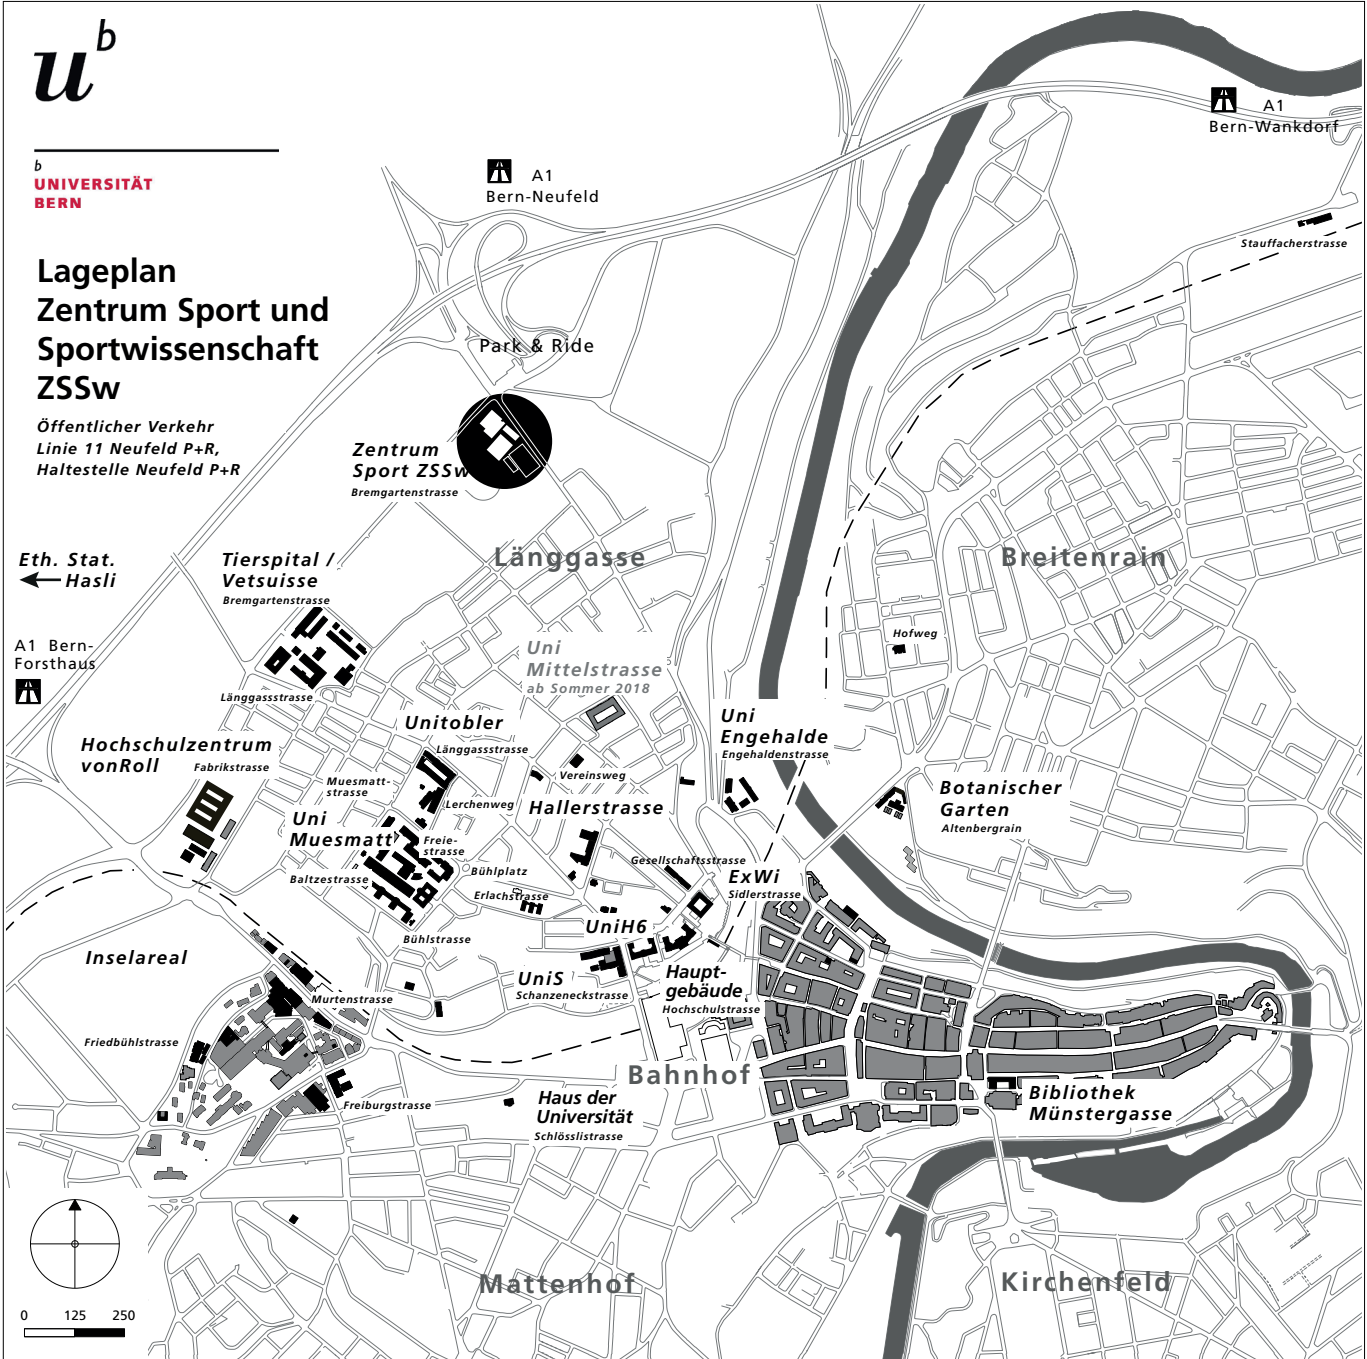 u b
b
UNIVERSITÄT
BERN
A1
Bern-Wankdorf
A1
Bern-Neufeld
Stauffacherstrasse
Lageplan
Zentrum Sport und
Sportwissenschaft
ZSSw
Park & Ride
Öffentlicher Verkehr
Linie 11 Neufeld P+R,
Haltestelle Neufeld P+R
Zentrum
Sport ZSSw
Bremgartenstrasse
Eth. Stat.
Hasli
Tierspital /
Vetsuisse
Bremgartenstrasse
Länggasse
Breitenrain
A1 Bern-
Forsthaus
Hofweg
Uni
Mittelstrasse
ab Sommer 2018
Länggassstrasse
Unitobler
Länggassstrasse
Uni
Engehalde
Engehaldenstrasse
Hochschulzentrum
vonRoll
Fabrikstrasse
Muesmatt-
strasse
Vereinsweg
Lerchenweg
Hallerstrasse
Botanischer
Garten
Altenbergrain
Uni
Muesmatt
Freie-
strasse
Baltzestrasse
Bühlplatz
Gesellschaftsstrasse
ExWi
Sidlerstrasse
Erlachstrasse
Bühlstrasse
UniH6
Inselareal
UniS
Schanzeneckstrasse
Haupt-
gebäude
Hochschulstrasse
Murtenstrasse
Friedbühlstrasse
Bahnhof
Freiburgstrasse
Haus der
Universität
Schlösslistrasse
Bibliothek
Münstergasse
Mattenhof
Kirchenfeld
0 125 250